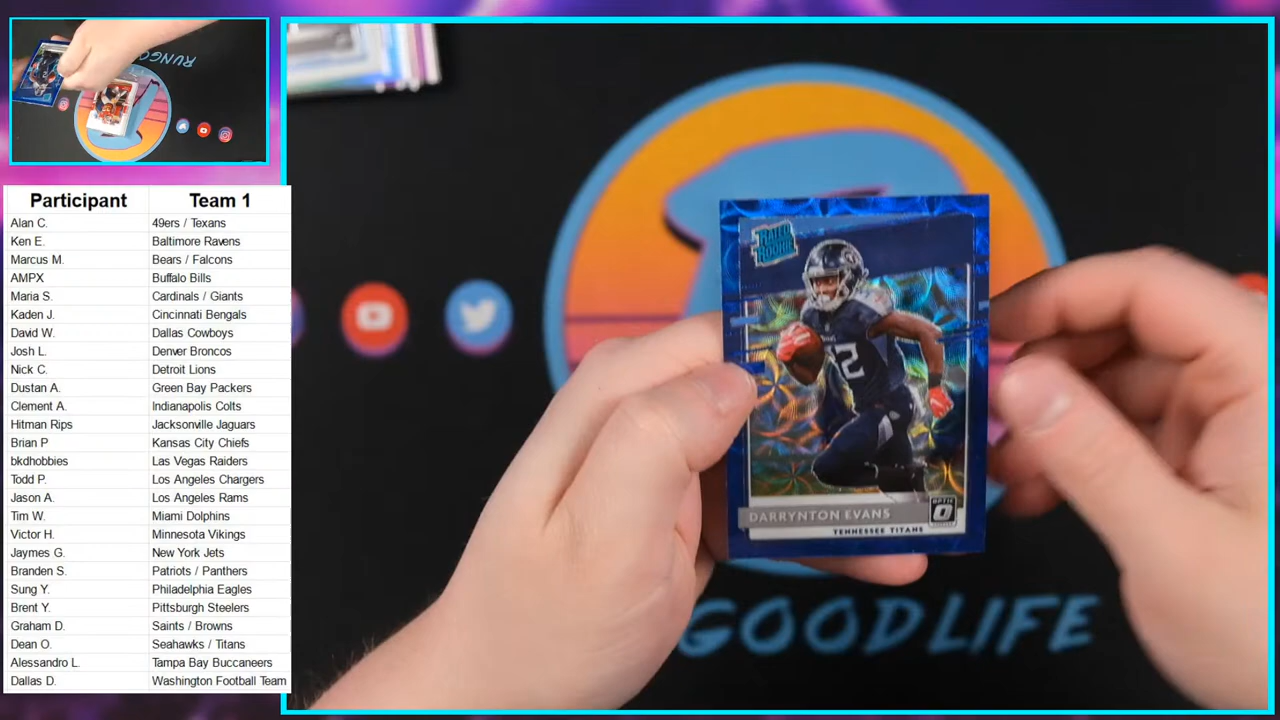 RUNGOOD
Participant Team 1
Alan C. 49ers / Texans
Ken E. Baltimore Ravens
Marcus M. Bears / Falcons
AMPX Buffalo Bills
Maria S. Cardinals / Giants
Kaden J. Cincinnati Bengals
David W. Dallas Cowboys
Josh L. Denver Broncos
Nick C. Detroit Lions
Dustan A. Green Bay Packers
Clement A. Indianapolis Colts
Hitman Rips Jacksonville Jaguars
Brian P Kansas City Chiefs
bkdhobbies Las Vegas Raiders
Todd P. Los Angeles Chargers
Jason A. Los Angeles Rams
Tim W. Miami Dolphins
Victor H. Minnesota Vikings
Jaymes G. New York Jets
Branden S. Patriots / Panthers
Sung Y. Philadelphia Eagles
Brent Y. Pittsburgh Steelers
Graham D. Saints / Browns
Dean O. Seahawks / Titans
Alessandro L. Tampa Bay Buccaneers
Dallas D. Washington Football Team
RATED
ROOKIE
32
DARRYNTON EVANS
OPTIC
TENNESSEE TITANS
GOODLIFE